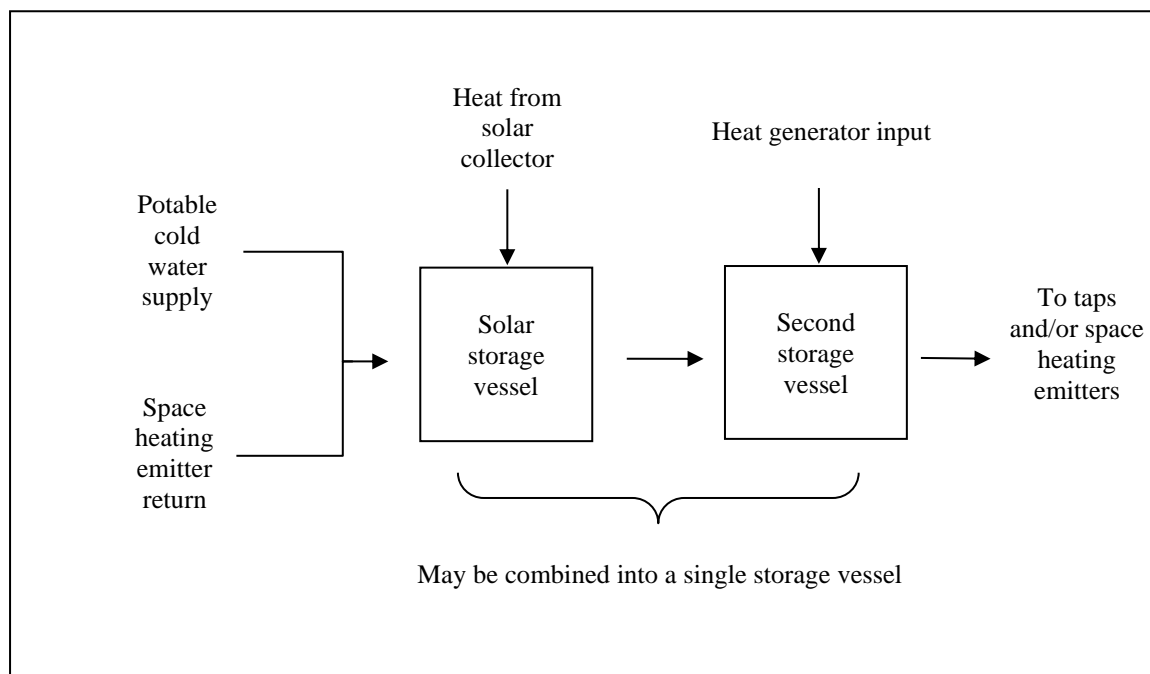 Heat from
solar
collector
Heat generator input
Potable
cold
water
supply
Solar
storage
vessel
Second
storage
vessel
To taps
and/or space
heating
emitters
Space
heating
emitter
return
May be combined into a single storage vessel